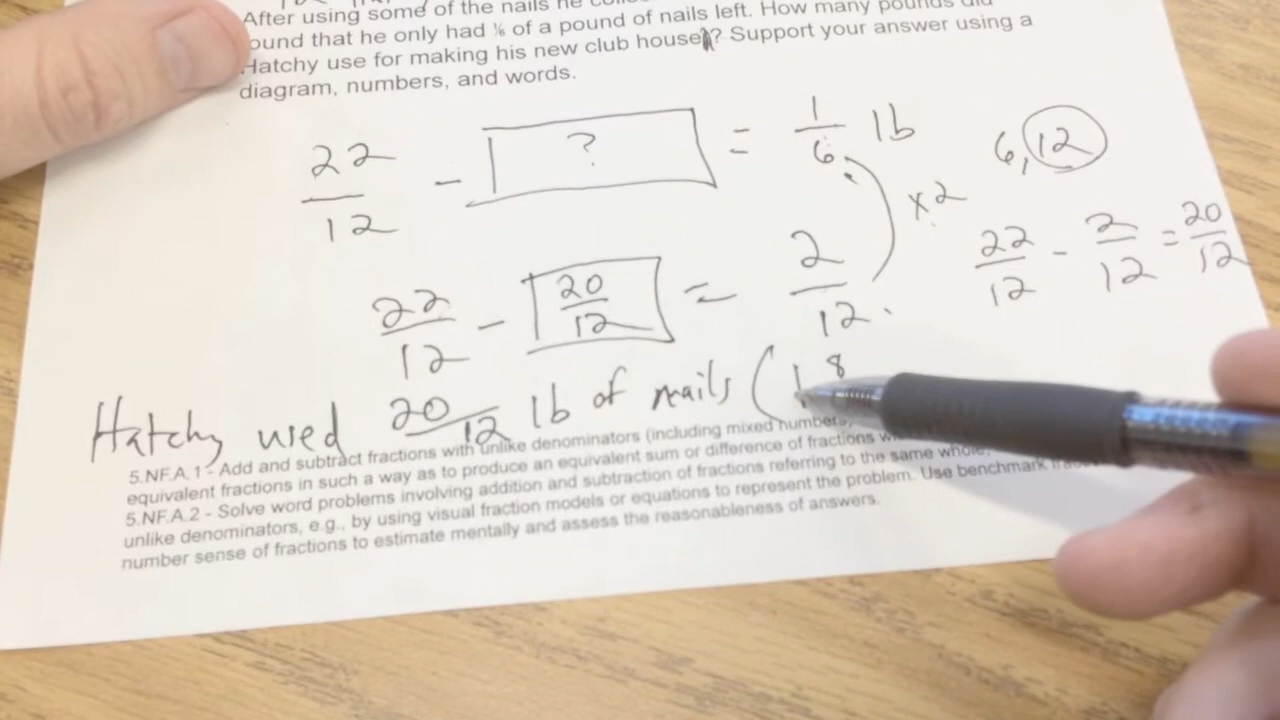 After using some of the nails he
ound that he only had ⅙ of a pound of nails left. How many pounds did
Hatchy use for making his new club house? Support your answer using a
diagram, numbers, and words.
22/12 - ? = 1/6 lb 6, 12
x2
22/12 - 20/12 = 2/12. 22/12 - 2/12 = 20/12
Hatchy used 20/12 lb of nails (1 8
5.NF.A.1 - Add and subtract fractions with unlike denominators (including mixed numbers)
equivalent fractions in such a way as to produce an equivalent sum or difference of fractions
5.NF.A.2 - Solve word problems involving addition and subtraction of fractions referring to the same whole
unlike denominators, e.g., by using visual fraction models or equations to represent the problem. Use benchmark
number sense of fractions to estimate mentally and assess the reasonableness of answers.